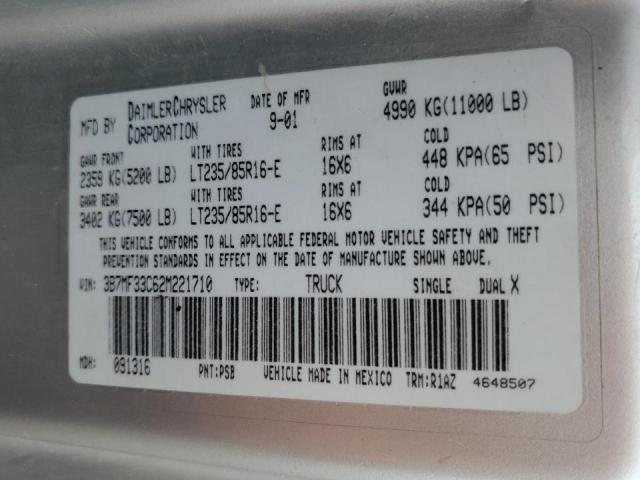 MFD BY DAIMLERCHRYSLER CORPORATION DATE OF MFR 9-01 GVWR 4990 KG(11000 LB)
GAWR FRONT WITH TIRES RIMS AT COLD
2359 KG(5200 LB) LT235/85R16-E 16X6 448 KPA(65 PSI)
GAWR REAR WITH TIRES RIMS AT COLD
3402 KG(7500 LB) LT235/85R16-E 16X6 344 KPA(50 PSI)
THIS VEHICLE CONFORMS TO ALL APPLICABLE FEDERAL MOTOR VEHICLE SAFETY AND THEFT
PREVENTION STANDARDS IN EFFECT ON THE DATE OF MANUFACTURE SHOWN ABOVE.
VIN: 3B7MF33C62M221710 TYPE: TRUCK SINGLE DUAL X
MDH: 091316 PNT:PSB VEHICLE MADE IN MEXICO TRM:R1AZ 4648507